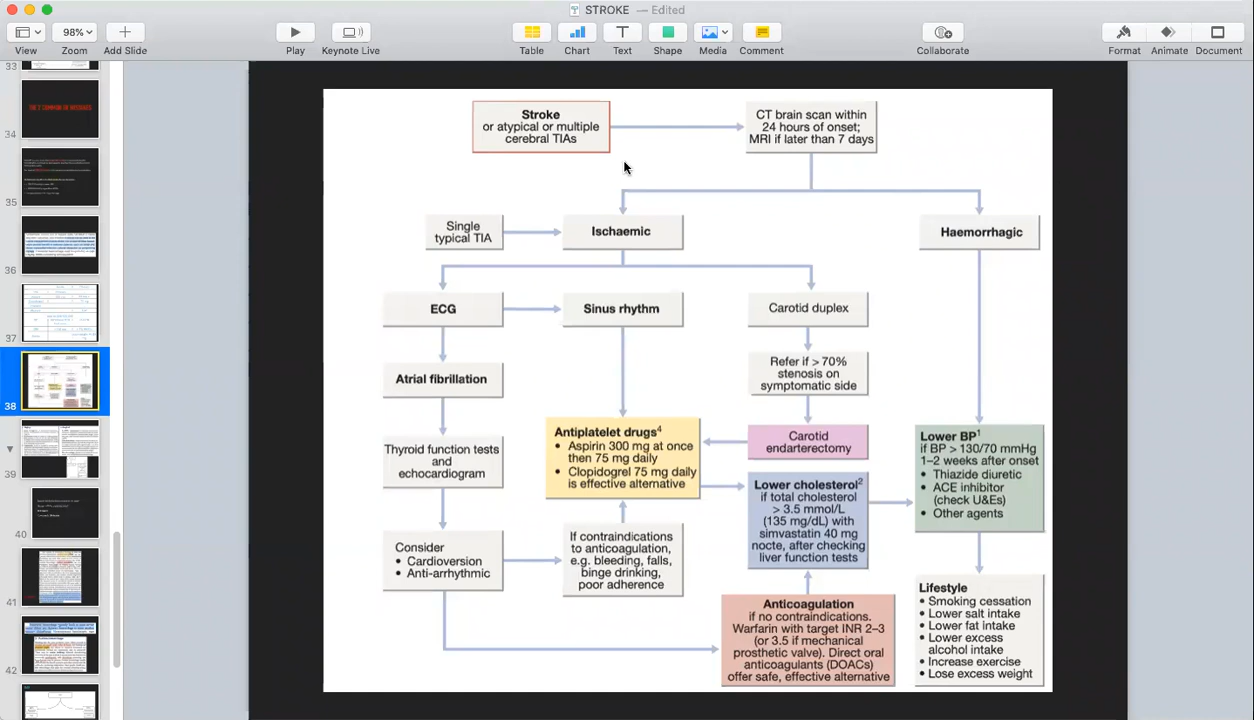 STROKE — Edited
98%
View
Zoom
Add Slide
Play
Keynote Live
Table
Chart
Text
Shape
Media
Comment
Collaborate
Format
Animate
Document
33
34
35
36
37
38
39
40
41
42
Stroke
or atypical or multiple
cerebral TIAs
CT brain scan within
24 hours of onset;
MRI if later than 7 days
Single
typical TIA
Ischaemic
Haemorrhagic
ECG
Sinus rhythm
Carotid duplex
Atrial fibrillation
Refer if > 70%
stenosis on
symptomatic side
Thyroid function tests
and
echocardiogram
Antiplatelet drugs⁴
• Aspirin 300 mg at once
then 75 mg daily
• Clopidogrel 75 mg daily
is effective alternative
Carotid
endarterectomy
Lower BP¹
if BP > 130/70 mmHg
1–2 weeks after onset
• Thiazide diuretic
• ACE inhibitor
(check U&Es)
• Other agents
Lower cholesterol²
if total cholesterol
> 3.5 mmol/L
(135 mg/dL) with
simvastatin 40 mg
nocte, after checking
liver function tests
Consider
• Cardioversion
• Anti-arrhythmic
If contraindications
to anticoagulation,
e.g. bleeding, falls,
binge drinking,
poor adherence
Anticoagulation
if no contraindications.
Warfarin with target INR 2–3
(or 3.5 if mechanical
prosthetic valve). Direct oral
anticoagulants (DOACs)
offer safe, effective alternative
Lifestyle
• Smoking cessation
• Lower salt intake
• Lower fat intake
• Lower excess
alcohol intake
• Increase exercise
• Lose excess weight